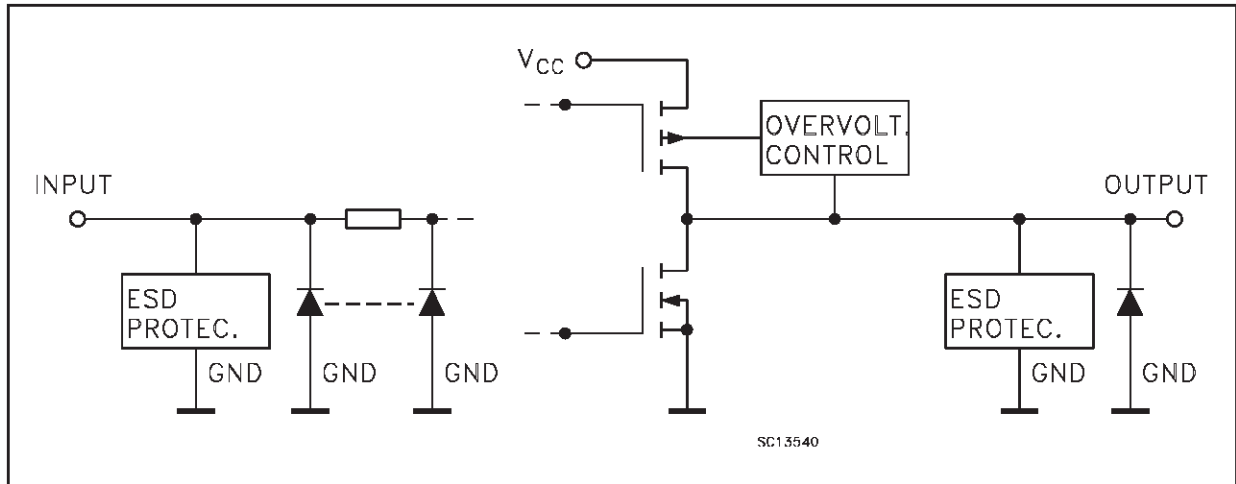 VCC
OVERVOLT.
CONTROL
INPUT
OUTPUT
ESD
PROTEC.
GND
GND
GND
ESD
PROTEC.
GND
GND
SC13540